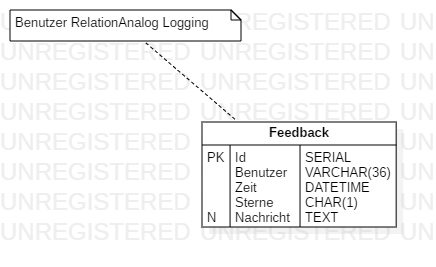 Benutzer RelationAnalog Logging
Feedback
PK Id SERIAL
Benutzer VARCHAR(36)
Zeit DATETIME
Sterne CHAR(1)
N Nachricht TEXT
UNREGISTERED UNREGISTERED UN
UNREGISTERED UNREGISTERED UN
UNREGISTERED UNREGISTERED UN
UNREGISTERED UNREGISTERED UN
UNREGISTERED UN
UNREGISTERED UN
UNREGISTERED UN
UNREGISTERED UNREGISTERED UN